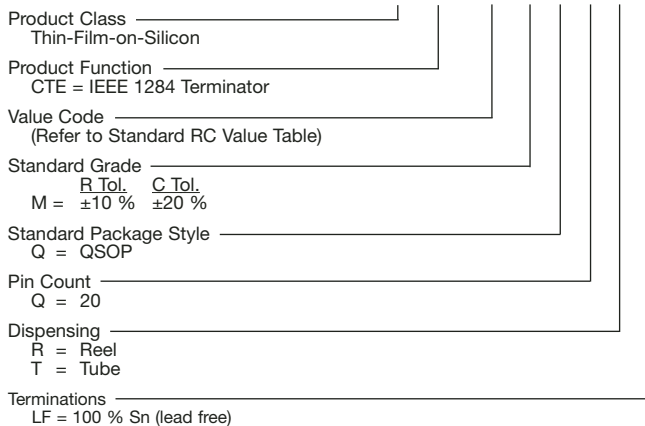 Product Class
Thin-Film-on-Silicon
Product Function
CTE = IEEE 1284 Terminator
Value Code
(Refer to Standard RC Value Table)
Standard Grade
R Tol. C Tol.
M = ±10 % ±20 %
Standard Package Style
Q = QSOP
Pin Count
Q = 20
Dispensing
R = Reel
T = Tube
Terminations
LF = 100 % Sn (lead free)